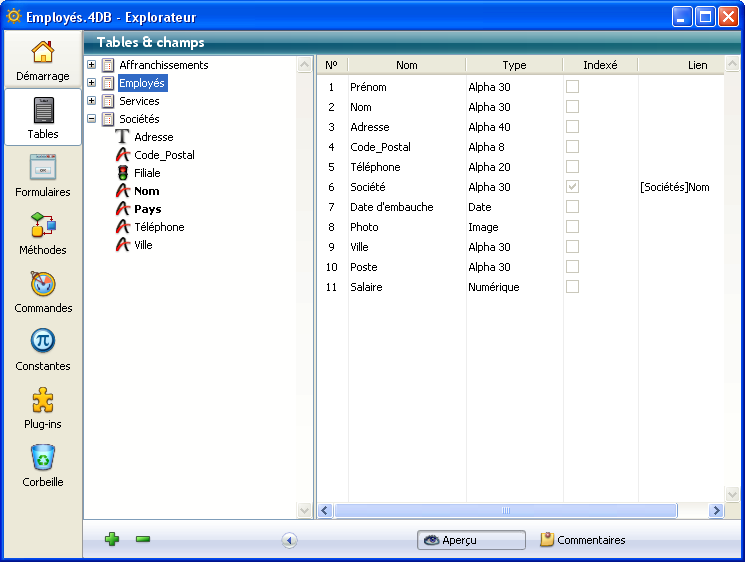 Employés.4DB - Explorateur
Tables & champs
Démarrage
Tables
Formulaires
Méthodes
Commandes
Constantes
Plug-ins
Corbeille
Affranchissements
Employés
Services
Sociétés
Adresse
Code_Postal
Filiale
Nom
Pays
Téléphone
Ville
N° Nom Type Indexé Lien
1 Prénom Alpha 30
2 Nom Alpha 30
3 Adresse Alpha 40
4 Code_Postal Alpha 8
5 Téléphone Alpha 20
6 Société Alpha 30 [Sociétés]Nom
7 Date d'embauche Date
8 Photo Image
9 Ville Alpha 30
10 Poste Alpha 30
11 Salaire Numérique
Aperçu Commentaires